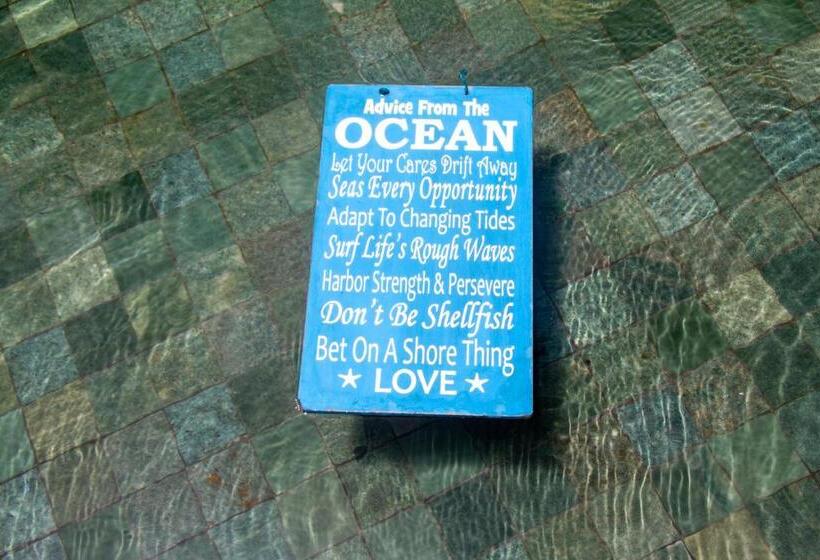 Advice From The
OCEAN
Let Your Cares Drift Away
Seas Every Opportunity
Adapt To Changing Tides
Surf Life's Rough Waves
Harbor Strength & Persevere
Don't Be Shellfish
Bet On A Shore Thing
★ LOVE ★